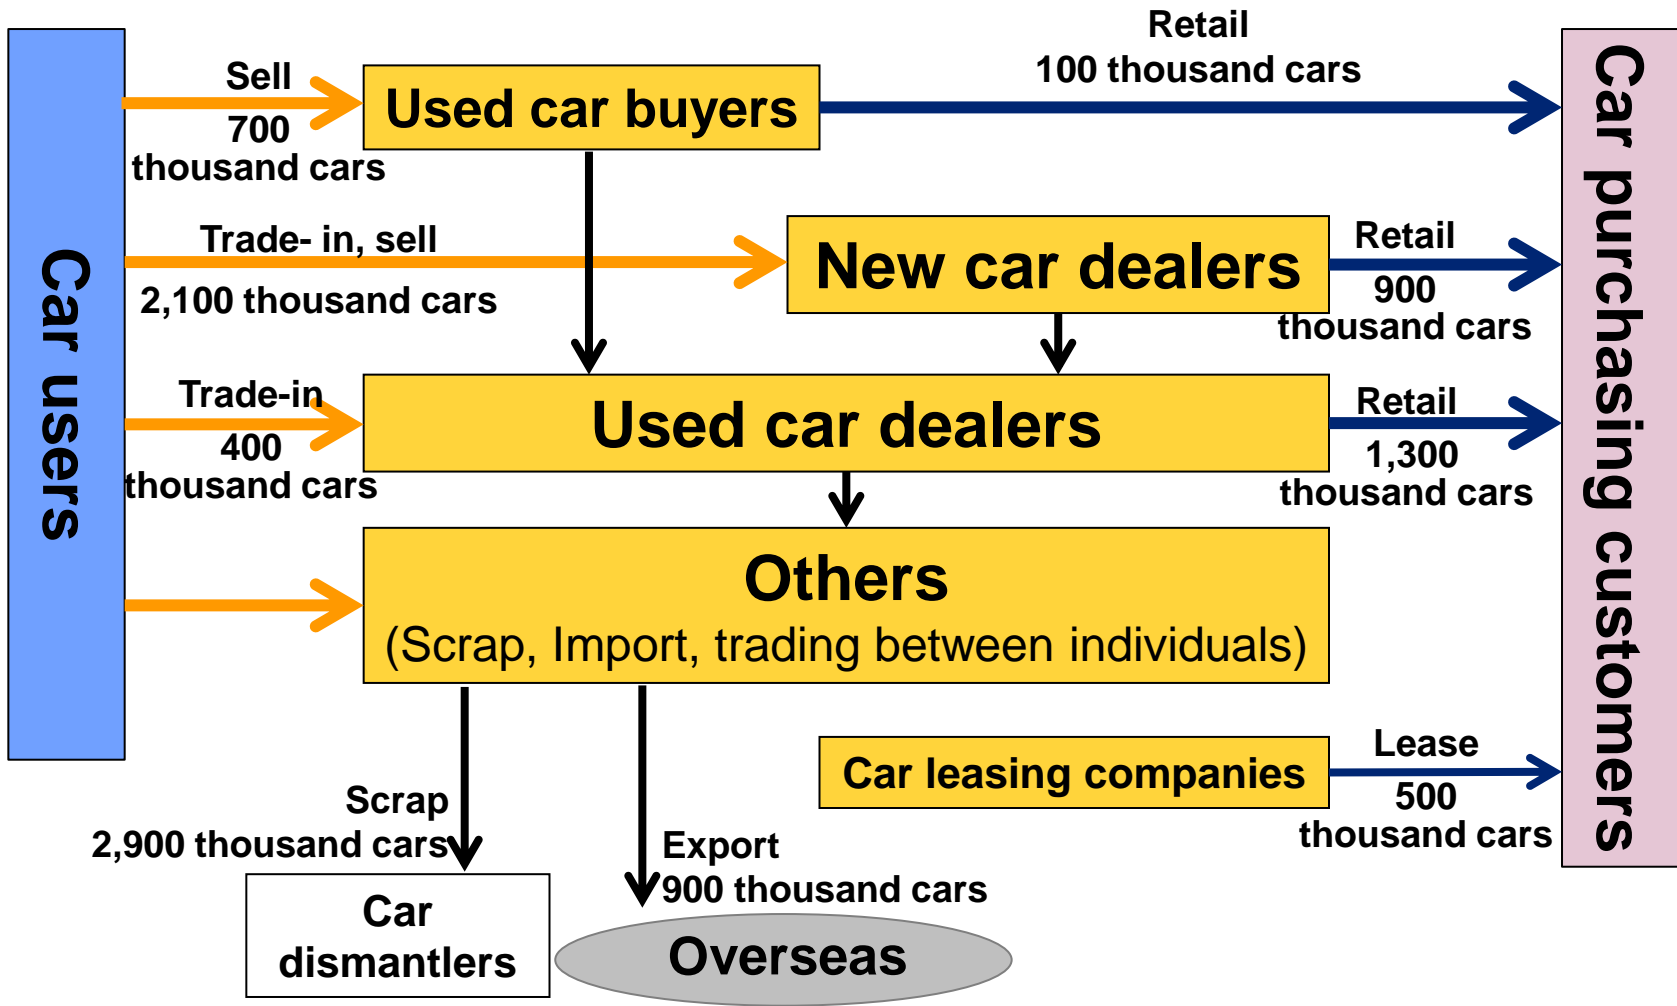 Car users
Sell
700
thousand cars
Used car buyers
Retail
100 thousand cars
Trade- in, sell
2,100 thousand cars
New car dealers
Retail
900
thousand cars
Trade-in
400
thousand cars
Used car dealers
Retail
1,300
thousand cars
Others
(Scrap, Import, trading between individuals)
Car leasing companies
Lease
500
thousand cars
Scrap
2,900 thousand cars
Export
900 thousand cars
Car
dismantlers
Overseas
Car purchasing customers